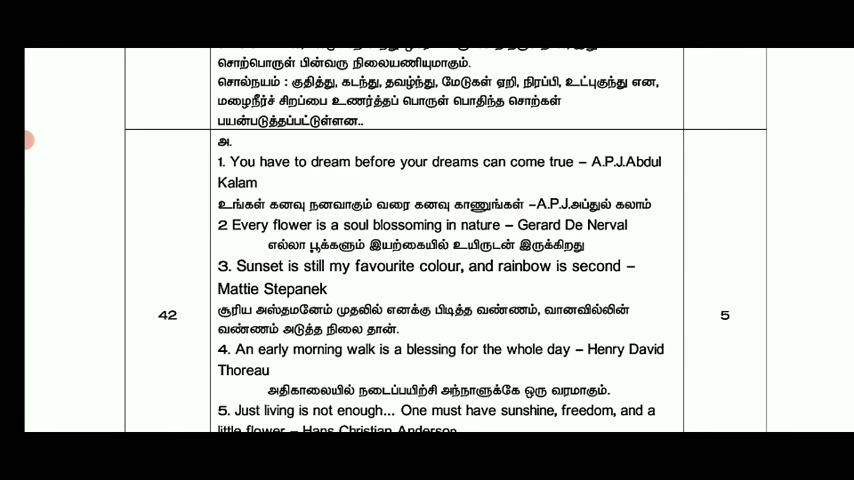 சொற்பொருள் பின்வரு நிலையணியுமாகும்.
சொல்நயம் : குதித்து, கடந்து, தவழ்ந்து, மேடுகள் ஏறி, நிரப்பி, உட்புகுந்து என,
மழைநீர்ச் சிறப்பை உணர்த்தப் பொருள் பொதிந்த சொற்கள்
பயன்படுத்தப்பட்டுள்ளன..
அ.
1. You have to dream before your dreams can come true – A.P.J.Abdul
Kalam
உங்கள் கனவு நனவாகும் வரை கனவு காணுங்கள் –A.P.J.அப்துல் கலாம்
2 Every flower is a soul blossoming in nature – Gerard De Nerval
எல்லா பூக்களும் இயற்கையில் உயிருடன் இருக்கிறது
3. Sunset is still my favourite colour, and rainbow is second –
Mattie Stepanek
சூரிய அஸ்தமனேம் முதலில் எனக்கு பிடித்த வண்ணம், வானவில்லின்
42
5
வண்ணம் அடுத்த நிலை தான்.
4. An early morning walk is a blessing for the whole day – Henry David
Thoreau
அதிகாலையில் நடைப்பயிற்சி அந்நாளுக்கே ஒரு வரமாகும்.
5. Just living is not enough... One must have sunshine, freedom, and a
little flower – Hans Christian Anderson